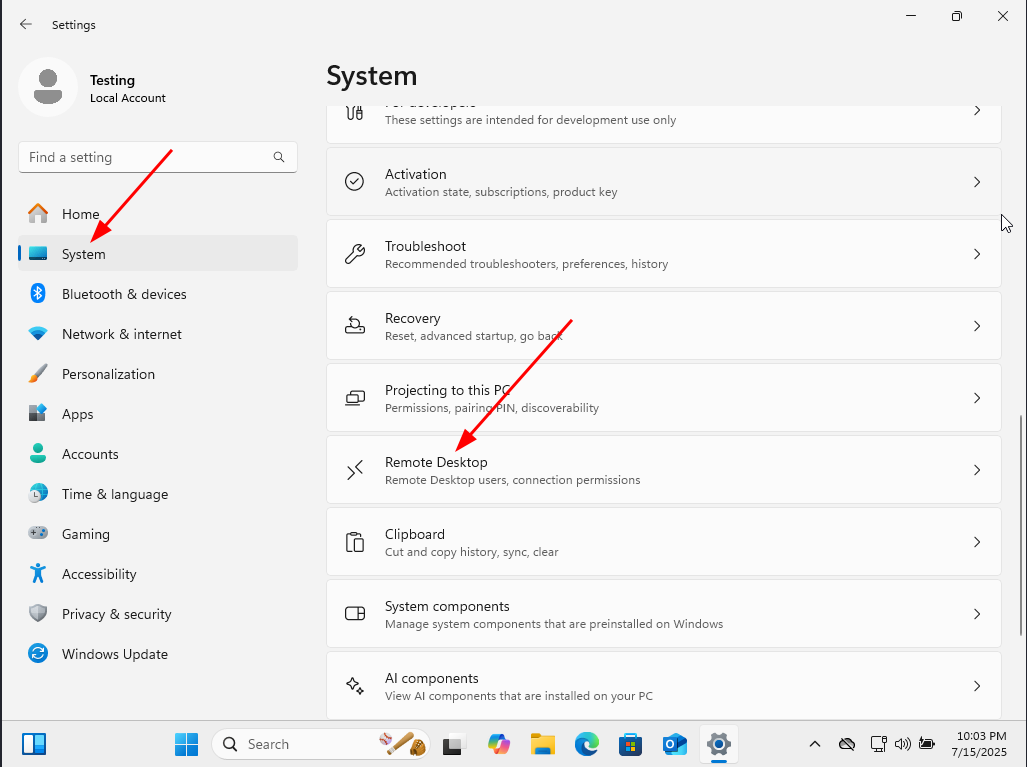 Settings
Testing
Local Account
Find a setting
Home
System
Bluetooth & devices
Network & internet
Personalization
Apps
Accounts
Time & language
Gaming
Accessibility
Privacy & security
Windows Update
System
For developers
These settings are intended for development use only
Activation
Activation state, subscriptions, product key
Troubleshoot
Recommended troubleshooters, preferences, history
Recovery
Reset, advanced startup, go back
Projecting to this PC
Permissions, pairing PIN, discoverability
Remote Desktop
Remote Desktop users, connection permissions
Clipboard
Cut and copy history, sync, clear
System components
Manage system components that are preinstalled on Windows
AI components
View AI components that are installed on your PC
Search
10:03 PM
7/15/2025